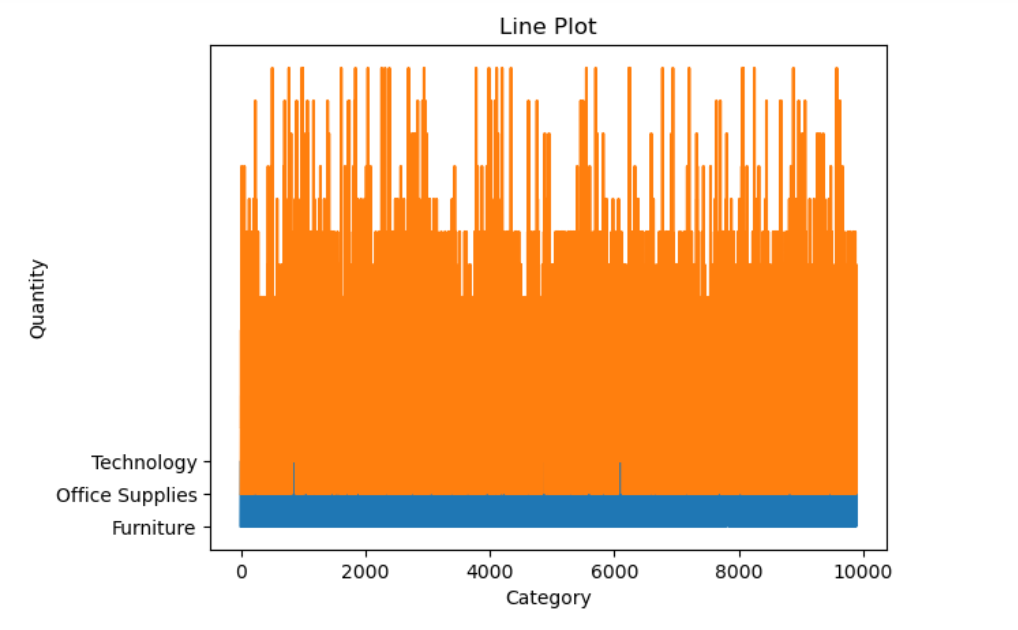 Line Plot
Quantity
Technology
Office Supplies
Furniture
0 2000 4000 6000 8000 10000
Category